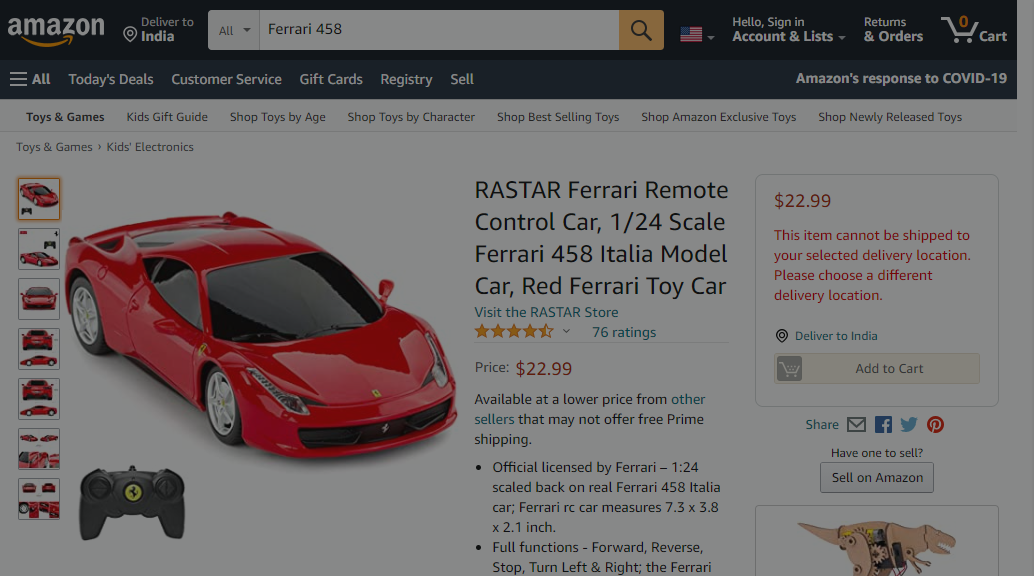 amazon
Deliver to
India
All
Ferrari 458
Hello, Sign in
Account & Lists
Returns
& Orders
0
Cart
All
Today's Deals
Customer Service
Gift Cards
Registry
Sell
Amazon's response to COVID-19
Toys & Games
Kids Gift Guide
Shop Toys by Age
Shop Toys by Character
Shop Best Selling Toys
Shop Amazon Exclusive Toys
Shop Newly Released Toys
Toys & Games › Kids' Electronics
RASTAR Ferrari Remote
Control Car, 1/24 Scale
Ferrari 458 Italia Model
Car, Red Ferrari Toy Car
Visit the RASTAR Store
76 ratings
Price: $22.99
Available at a lower price from other
sellers that may not offer free Prime
shipping.
• Official licensed by Ferrari – 1:24
scaled back on real Ferrari 458 Italia
car; Ferrari rc car measures 7.3 x 3.8
x 2.1 inch.
• Full functions - Forward, Reverse,
Stop, Turn Left & Right; the Ferrari
$22.99
This item cannot be shipped to
your selected delivery location.
Please choose a different
delivery location.
Deliver to India
Add to Cart
Share
Have one to sell?
Sell on Amazon